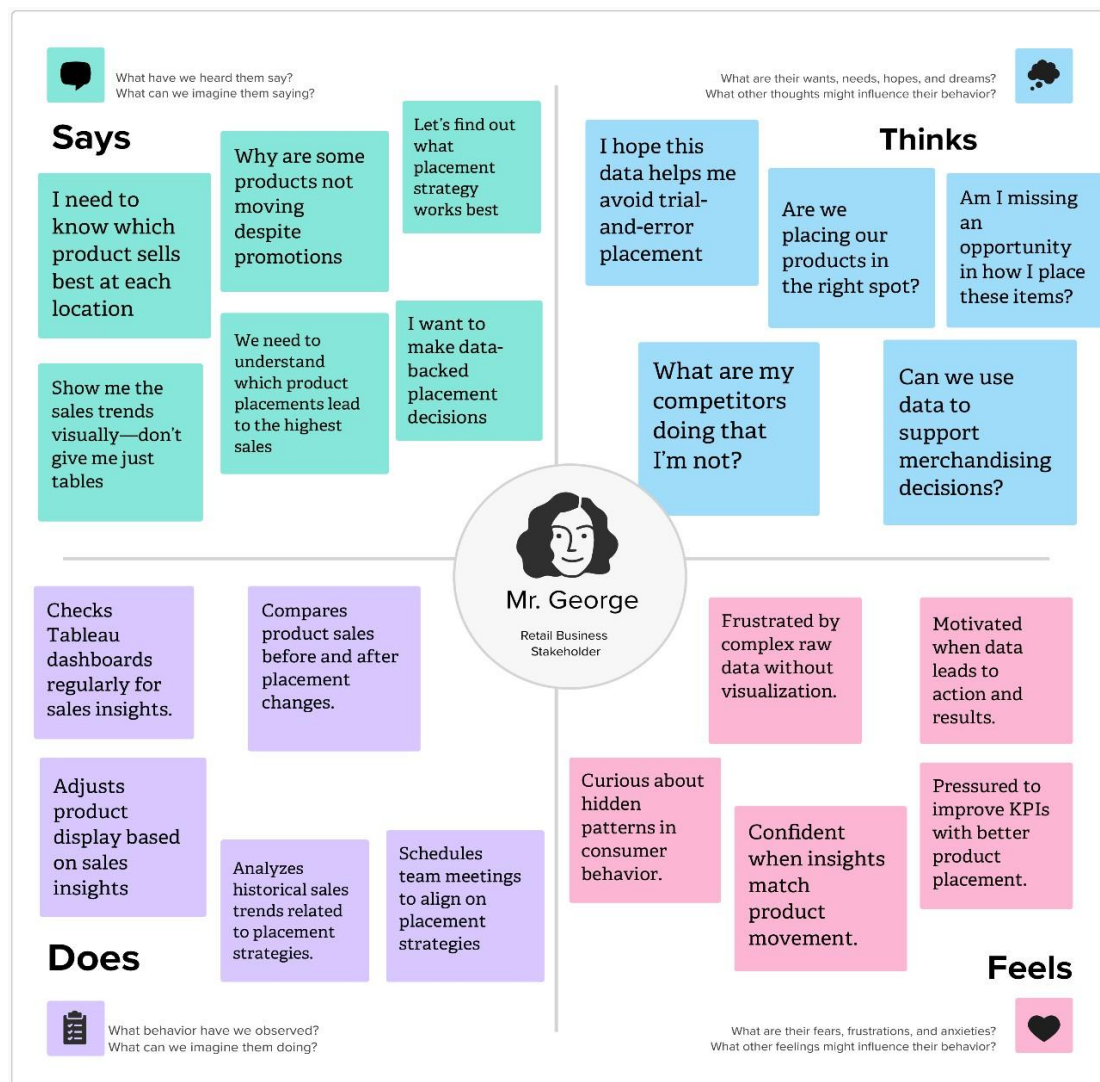 What have we heard them say?
What can we imagine them saying?
Says
I need to
know which
product sells
best at each
location
Why are some
products not
moving
despite
promotions
Let's find out
what
placement
strategy
works best
Show me the
sales trends
visually—don't
give me just
tables
We need to
understand
which product
placements lead
to the highest
sales
I want to
make data-
backed
placement
decisions
What are their wants, needs, hopes, and dreams?
What other thoughts might influence their behavior?
Thinks
I hope this
data helps me
avoid trial-
and-error
placement
Are we
placing our
products in
the right spot?
Am I missing
an
opportunity
in how I place
these items?
What are my
competitors
doing that
I'm not?
Can we use
data to
support
merchandising
decisions?
Mr. George
Retail Business
Stakeholder
Checks
Tableau
dashboards
regularly for
sales insights.
Compares
product sales
before and after
placement
changes.
Adjusts
product
display based
on sales
insights
Analyzes
historical sales
trends related
to placement
strategies.
Schedules
team meetings
to align on
placement
strategies
Does
What behavior have we observed?
What can we imagine them doing?
Frustrated by
complex raw
data without
visualization.
Motivated
when data
leads to
action and
results.
Curious about
hidden
patterns in
consumer
behavior.
Confident
when insights
match
product
movement.
Pressured to
improve KPIs
with better
product
placement.
Feels
What are their fears, frustrations, and anxieties?
What other feelings might influence their behavior?